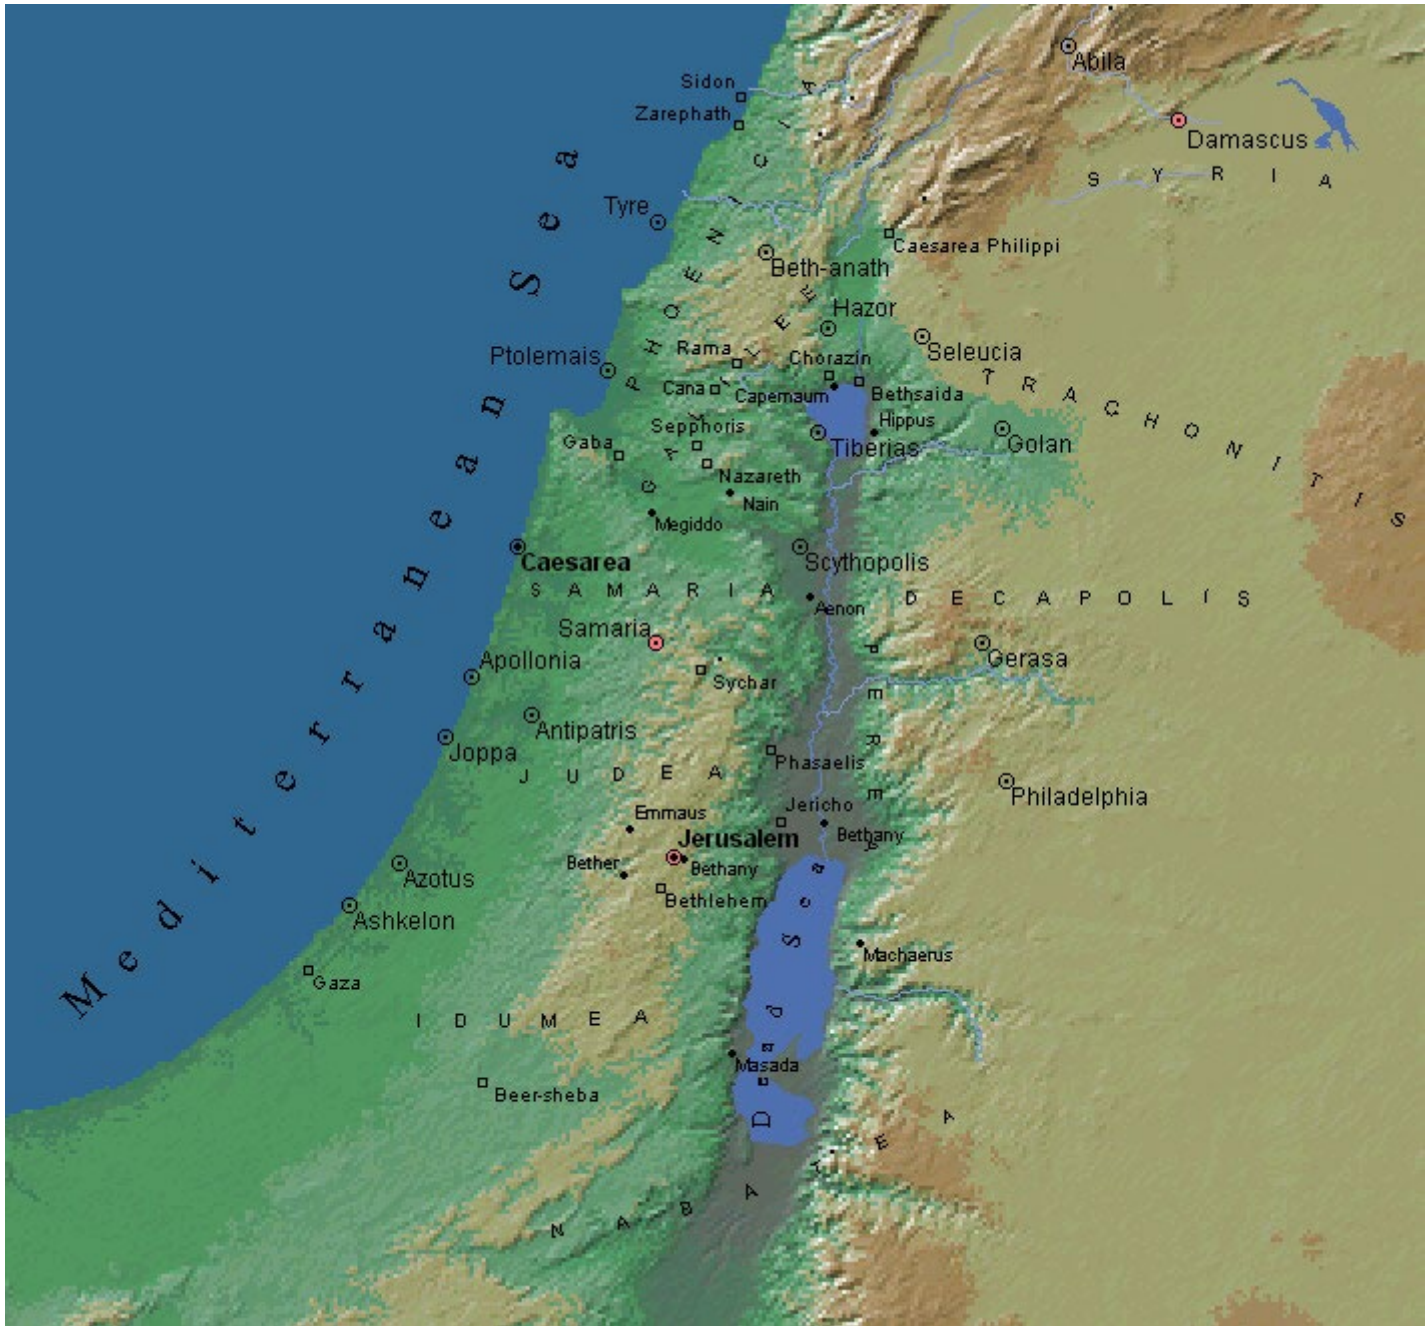 Abila
Sidon
Zarephath
Damascus
SYRIA
Tyre
PHOENICIA
Caesarea Philippi
Beth-anath
Hazor
GALILEE
Seleucia
Ptolemais
Rama
Chorazin
TRACHONITIS
Cana
Capernaum
Bethsaida
Hippus
Sepphoris
Gaba
Tiberias
Golan
Nazareth
Nain
Megiddo
Mediterranean Sea
Caesarea
Scythopolis
SAMARIA
Aenon
DECAPOLÍS
Samaria
Apollonia
Gerasa
Sychar
PEREA
Antipatris
Joppa
Phasaelis
JUDEA
Philadelphia
Jericho
Emmaus
Bethany
Jerusalem
Bether
Bethany
Azotus
Bethlehem
Ashkelon
Dead Sea
Machaerus
Gaza
IDUMEA
Masada
Beer-sheba
NABATEA